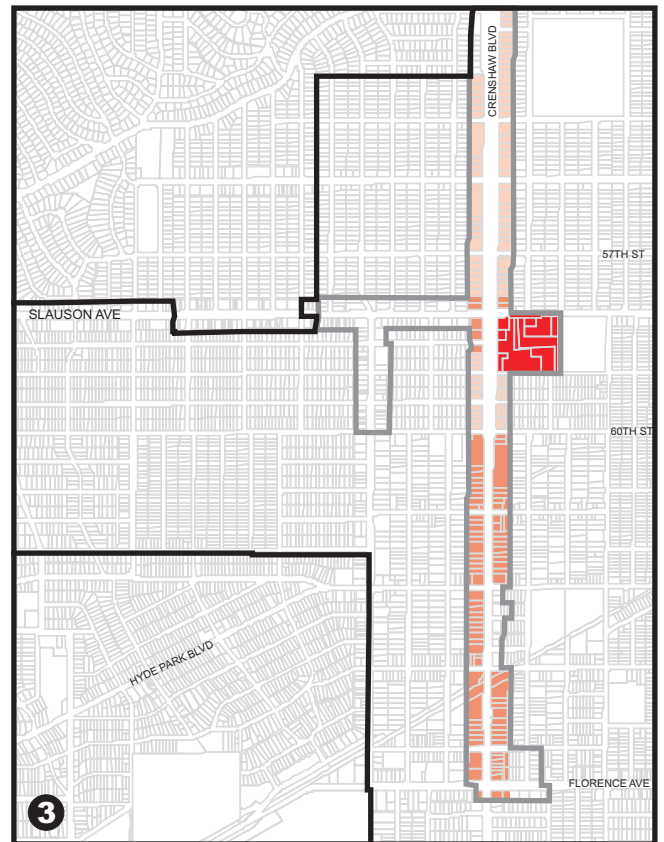 CRENSHAW BLVD
57TH ST
SLAUSON AVE
60TH ST
HYDE PARK BLVD
FLORENCE AVE
3